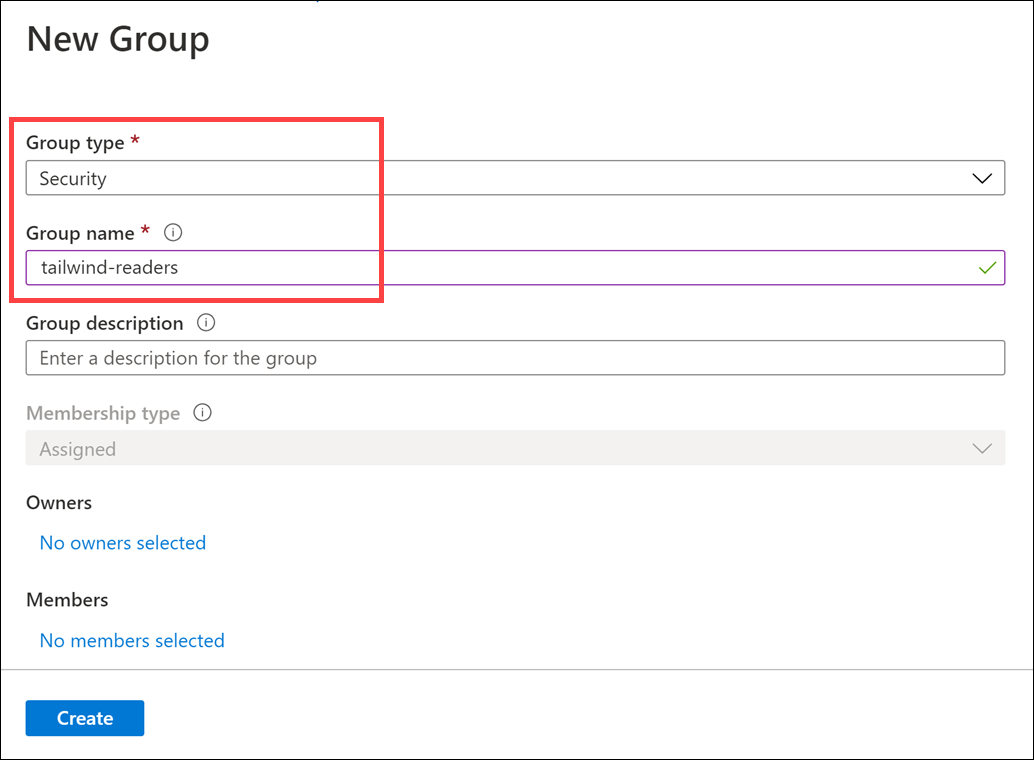 New Group
Group type *
Security
Group name *
tailwind-readers
Group description
Enter a description for the group
Membership type
Assigned
Owners
No owners selected
Members
No members selected
Create